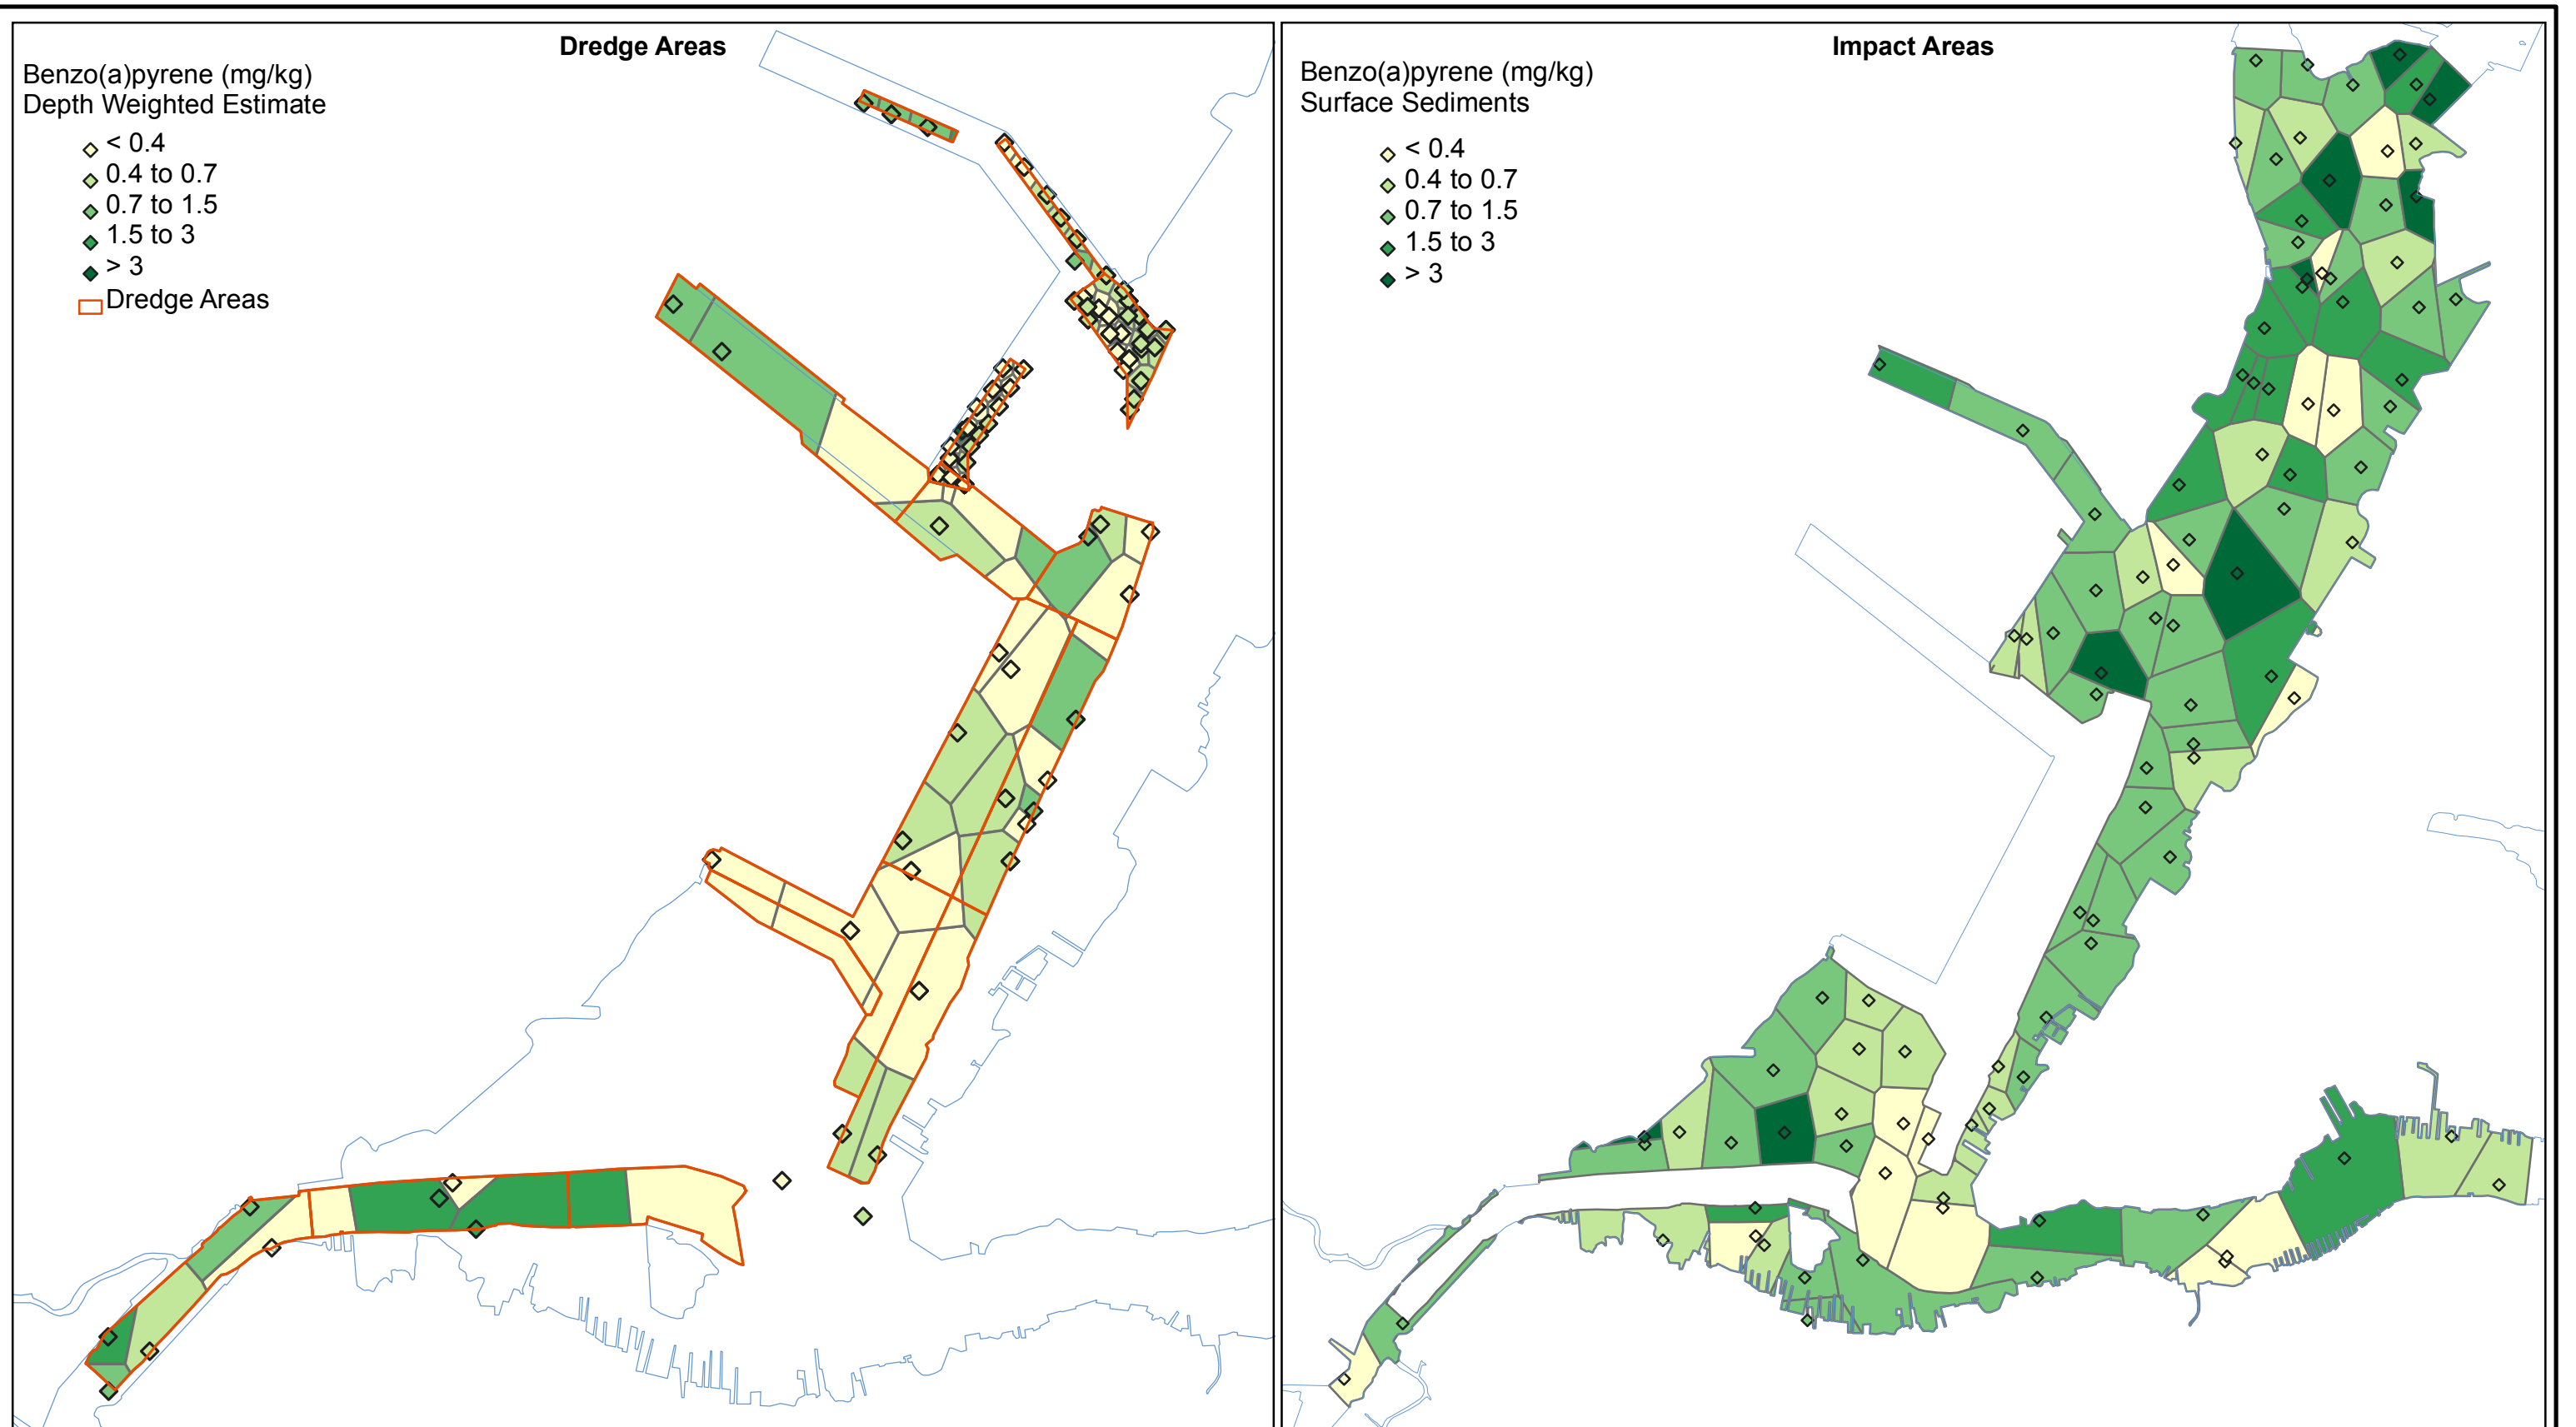 Dredge Areas
Benzo(a)pyrene (mg/kg)
Depth Weighted Estimate
< 0.4
0.4 to 0.7
0.7 to 1.5
1.5 to 3
> 3
Dredge Areas
Impact Areas
Benzo(a)pyrene (mg/kg)
Surface Sediments
< 0.4
0.4 to 0.7
0.7 to 1.5
1.5 to 3
> 3